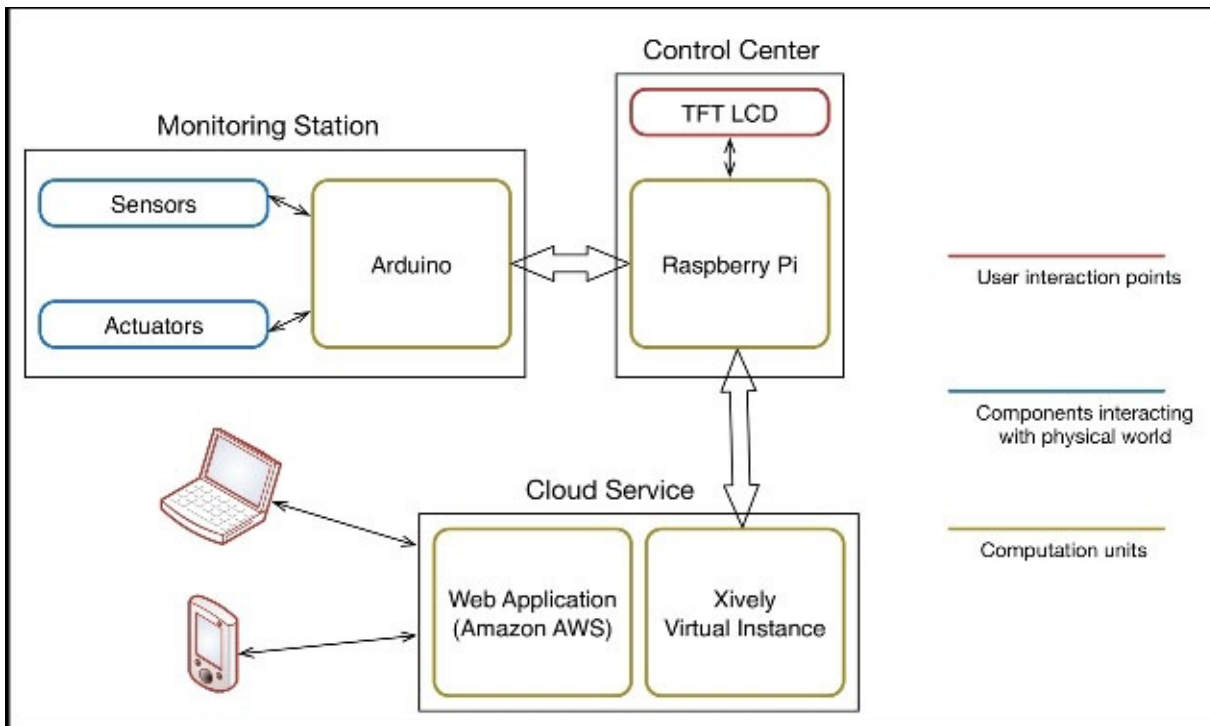 Control Center
TFT LCD
Monitoring Station
Sensors
Arduino
Raspberry Pi
Actuators
User interaction points
Components interacting
with physical world
Cloud Service
Web Application
(Amazon AWS)
Xively
Virtual Instance
Computation units